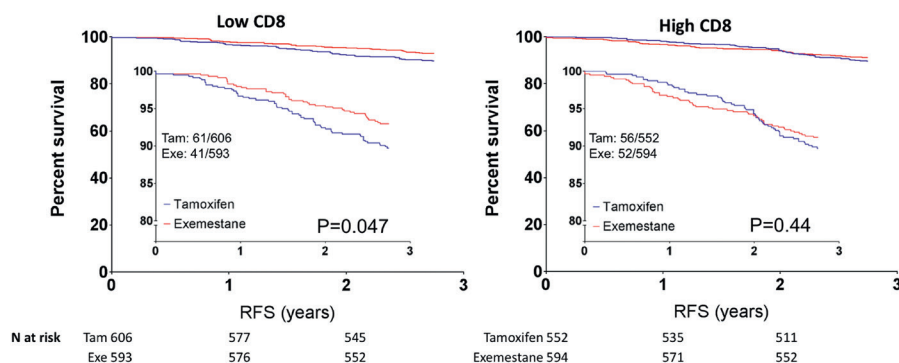 Low CD8
Percent survival
100
80
60
40
20
0
100
95
90
85
80
Tam: 61/606
Exe: 41/593
Tamoxifen
Exemestane
P=0.047
0 1 2 3
0 1 2 3
RFS (years)
High CD8
Percent survival
100
80
60
40
20
0
100
95
90
85
80
Tam: 56/552
Exe: 52/594
Tamoxifen
Exemestane
P=0.44
0 1 2 3
0 1 2 3
RFS (years)
N at risk Tam 606 577 545 Tamoxifen 552 535 511
Exe 593 576 552 Exemestane 594 571 552